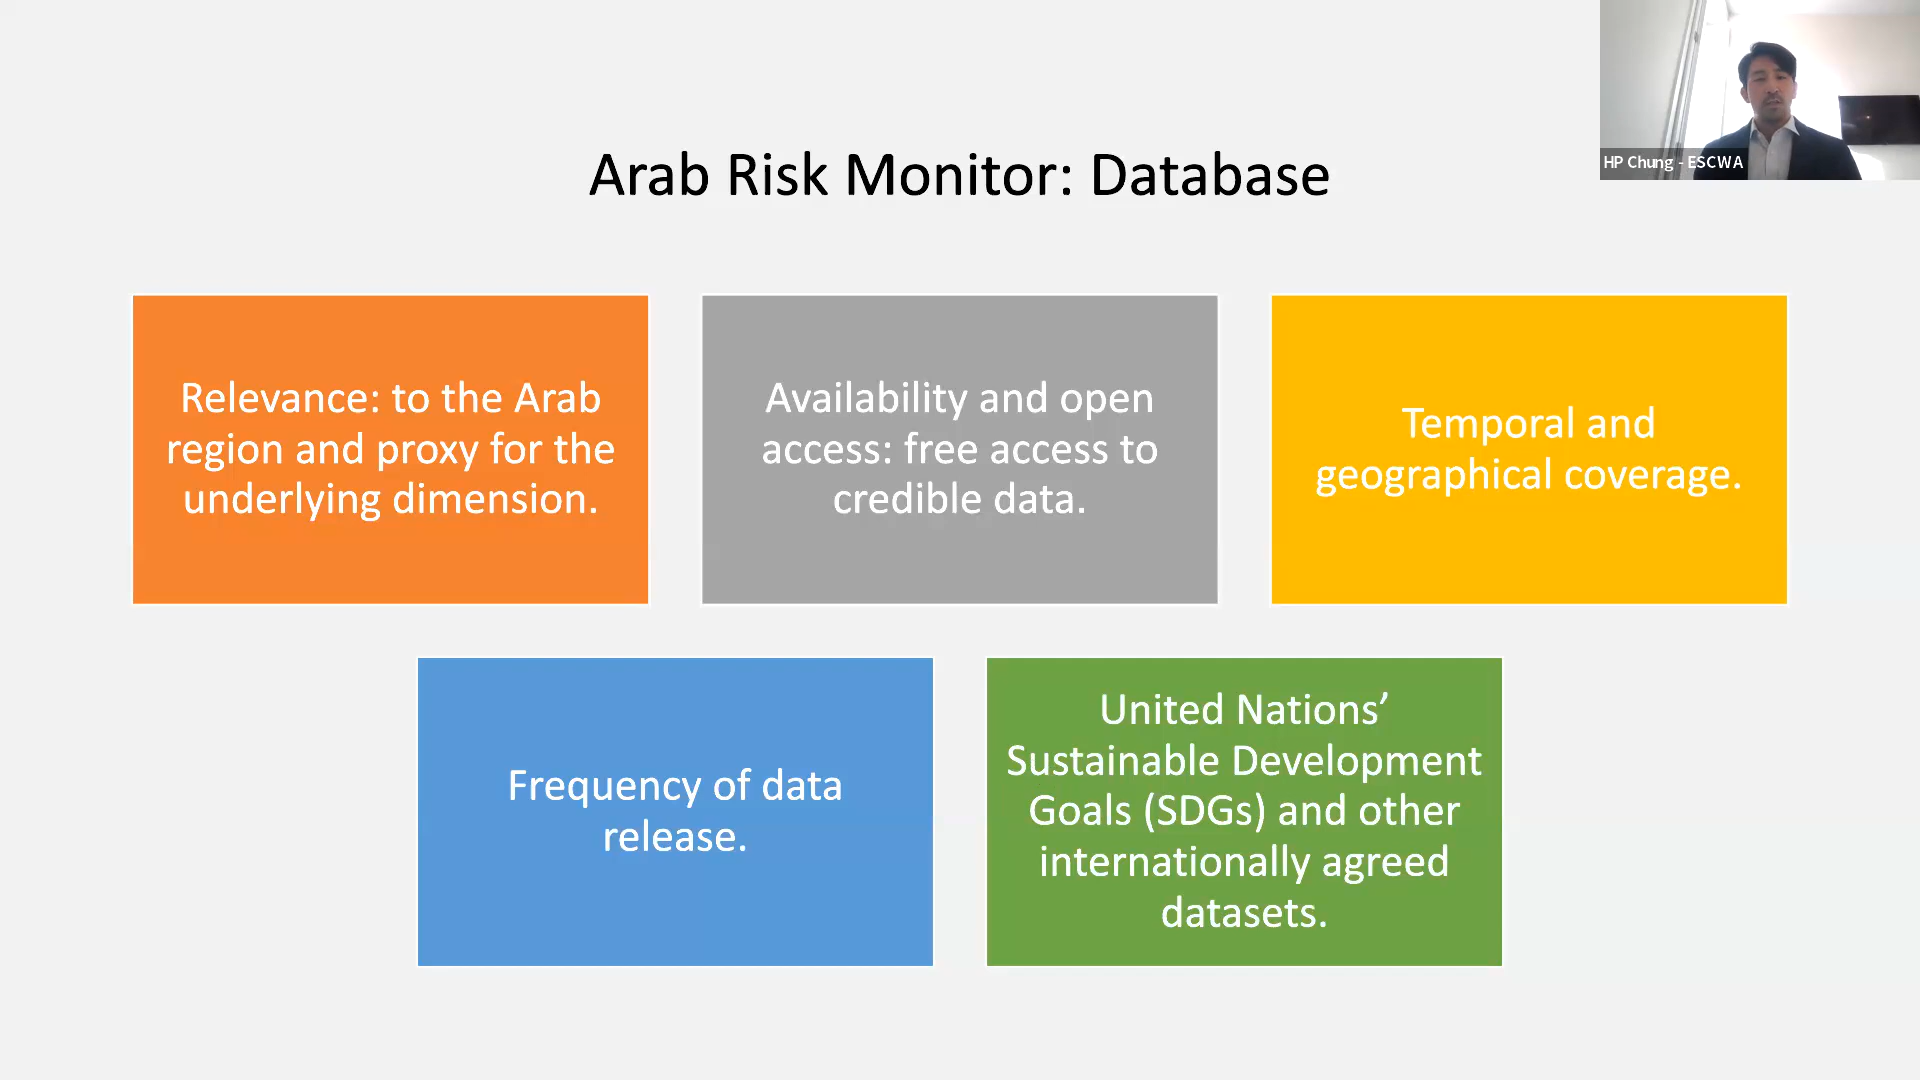 HP Chung - ESCWA
Arab Risk Monitor: Database
Relevance: to the Arab
region and proxy for the
underlying dimension.
Availability and open
access: free access to
credible data.
Temporal and
geographical coverage.
Frequency of data
release.
United Nations’
Sustainable Development
Goals (SDGs) and other
internationally agreed
datasets.